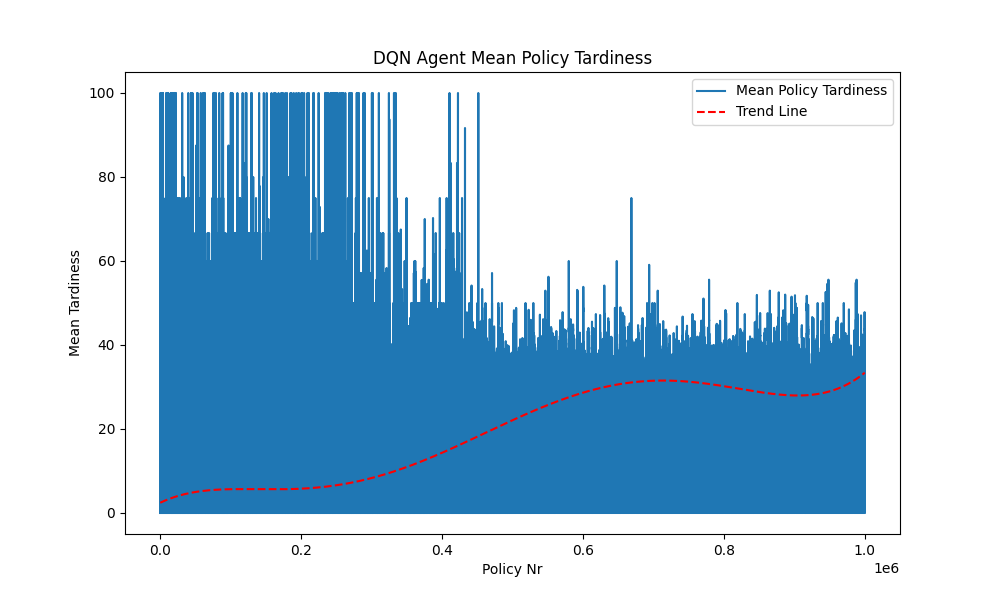 DQN Agent Mean Policy Tardiness
Mean Policy Tardiness
Trend Line
100
80
60
40
20
0
Mean Tardiness
0.0 0.2 0.4 0.6 0.8 1.0
1e6
Policy Nr